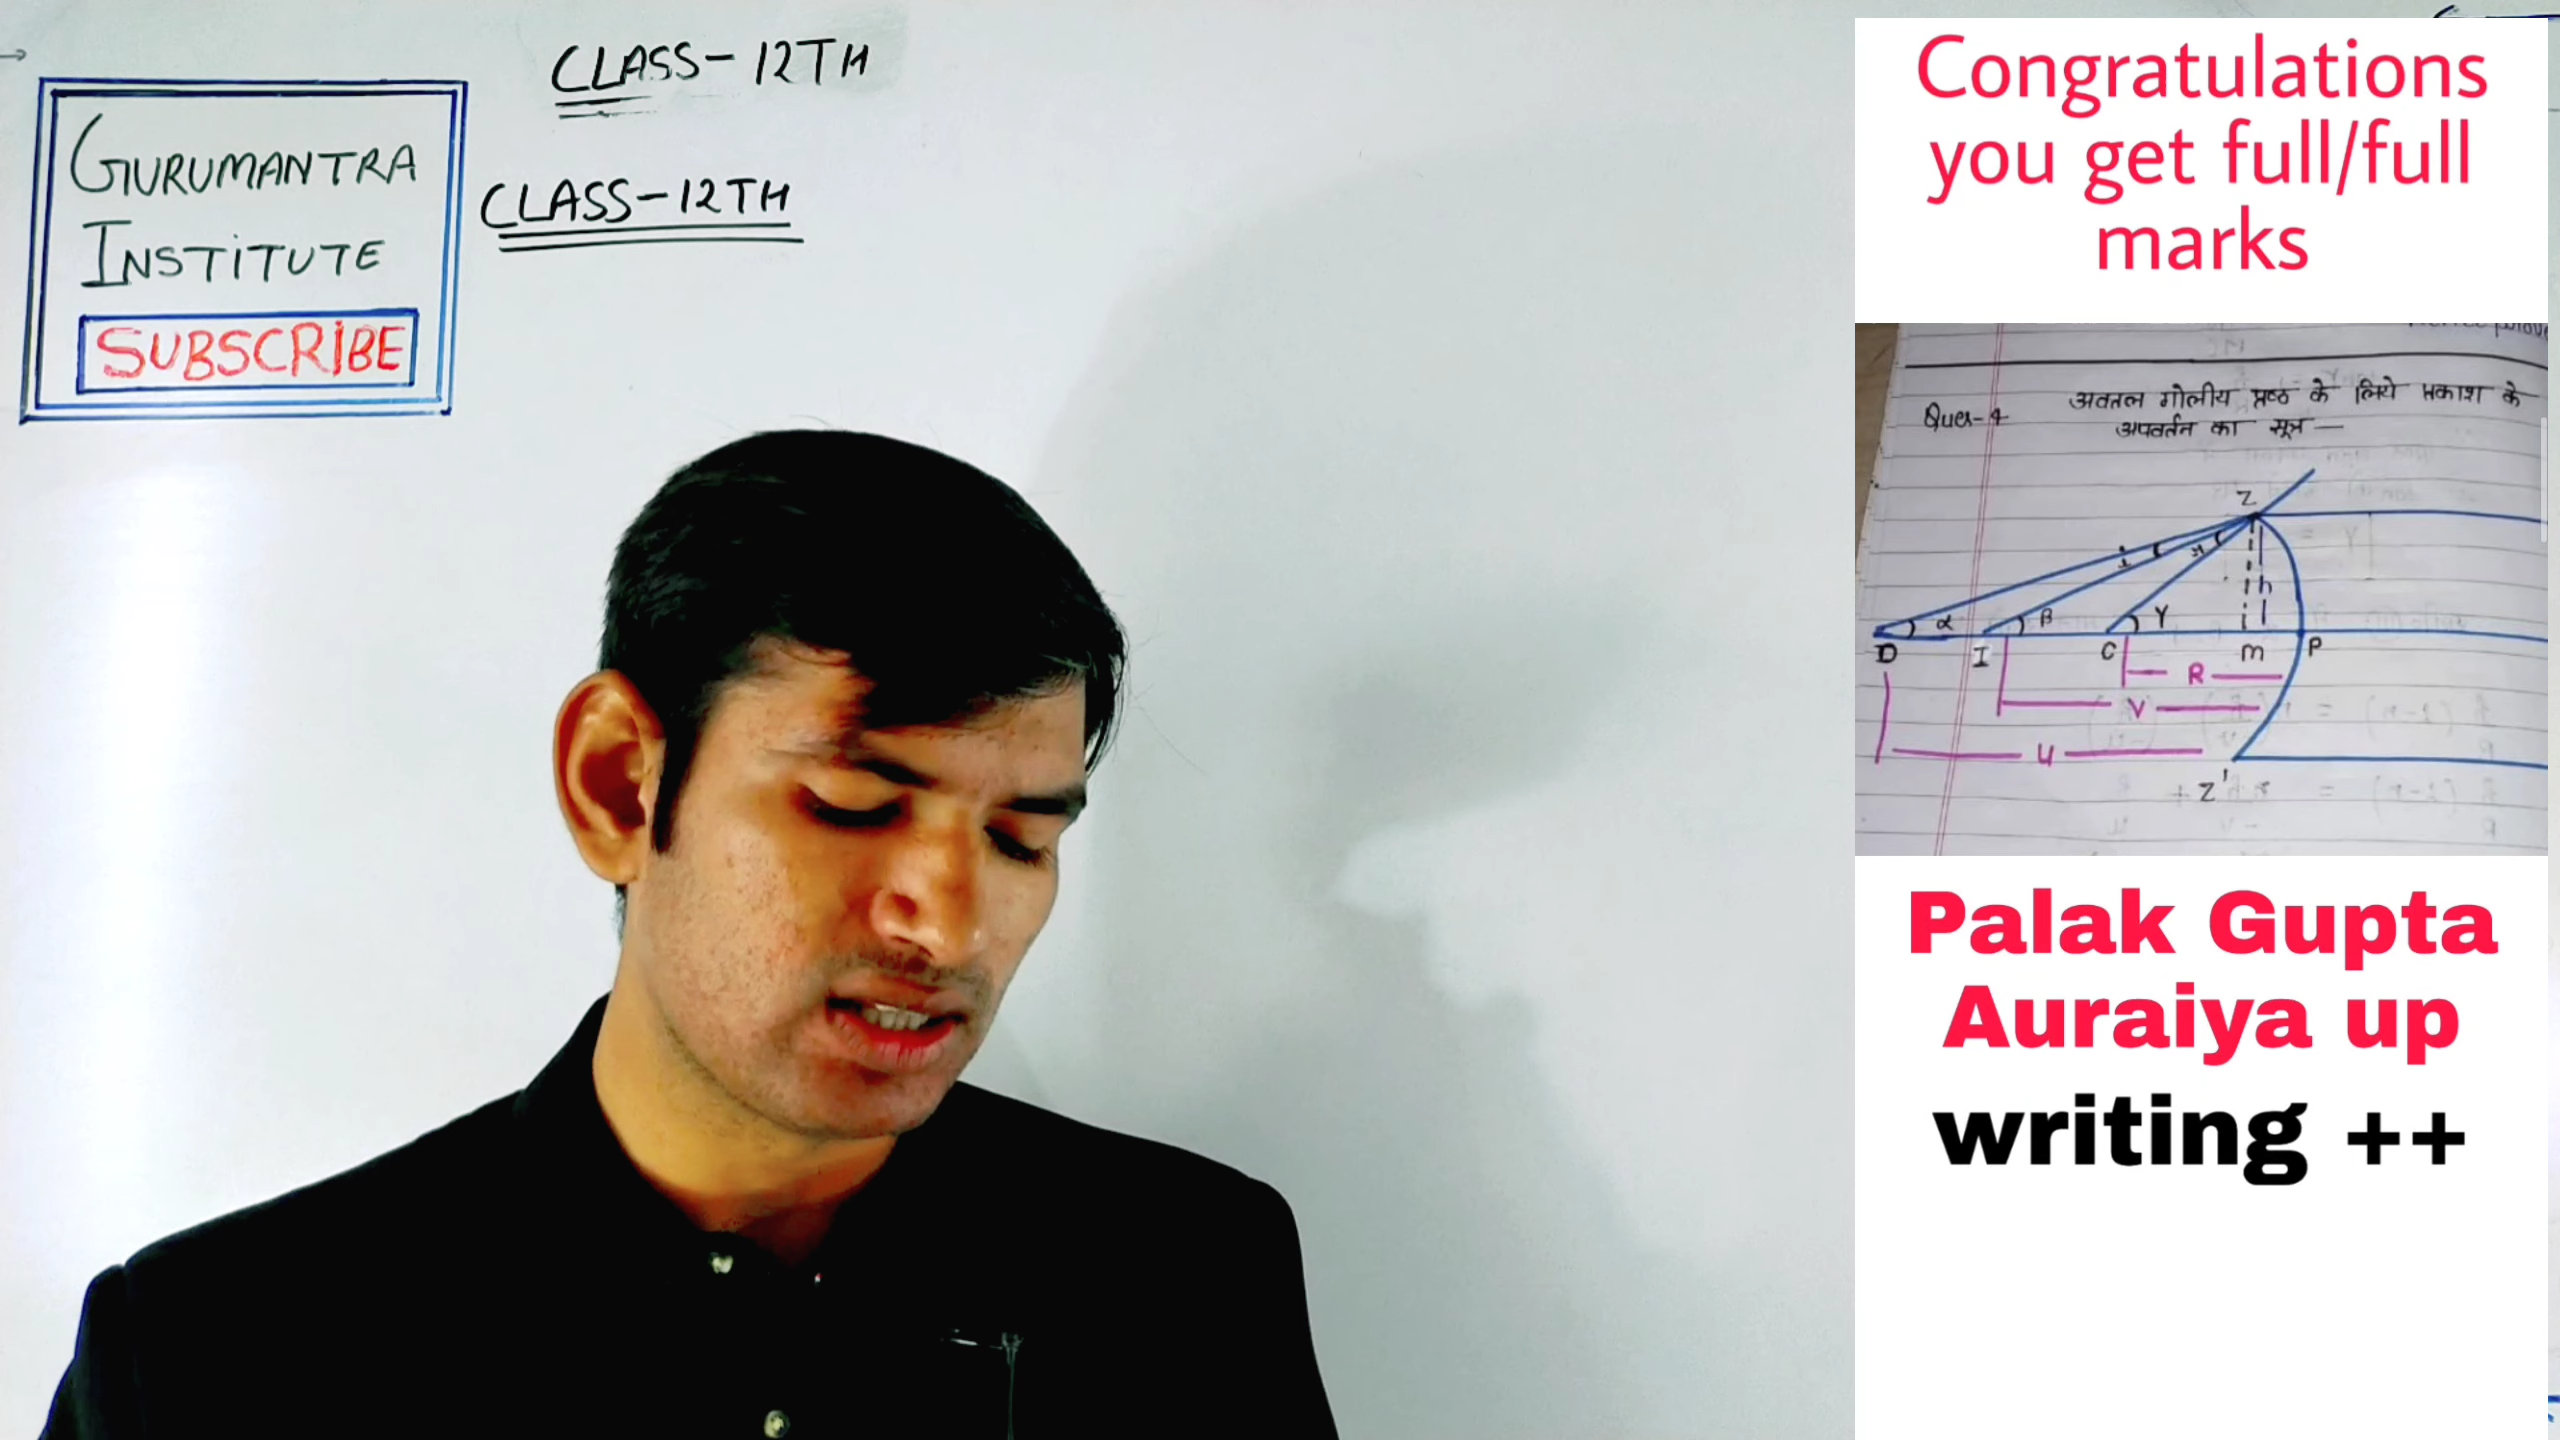 CLASS-12TH
GURUMANTRA
INSTITUTE
SUBSCRIBE
CLASS-12TH
Congratulations
you get full/full
marks
Ques-4
अवतल गोलीय प्रष्ठ के लिये प्रकाश के
अपवर्तन का सूत्र —
Z
i
r
h
α
β
γ
O
I
C
m
P
R
V
U
Z'
Palak Gupta
Auraiya up
writing ++